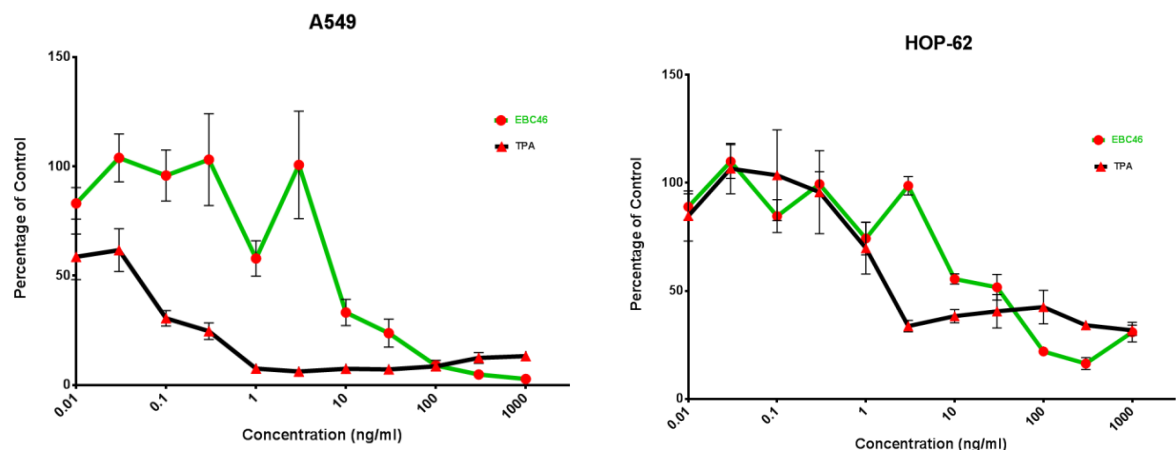 A549
Percentage of Control
150
100
50
0
EBC46
TPA
0.01
0.1
1
10
100
1000
Concentration (ng/ml)
HOP-62
Percentage of Control
150
100
50
0
EBC46
TPA
0.01
0.1
1
10
100
1000
Concentration (ng/ml)